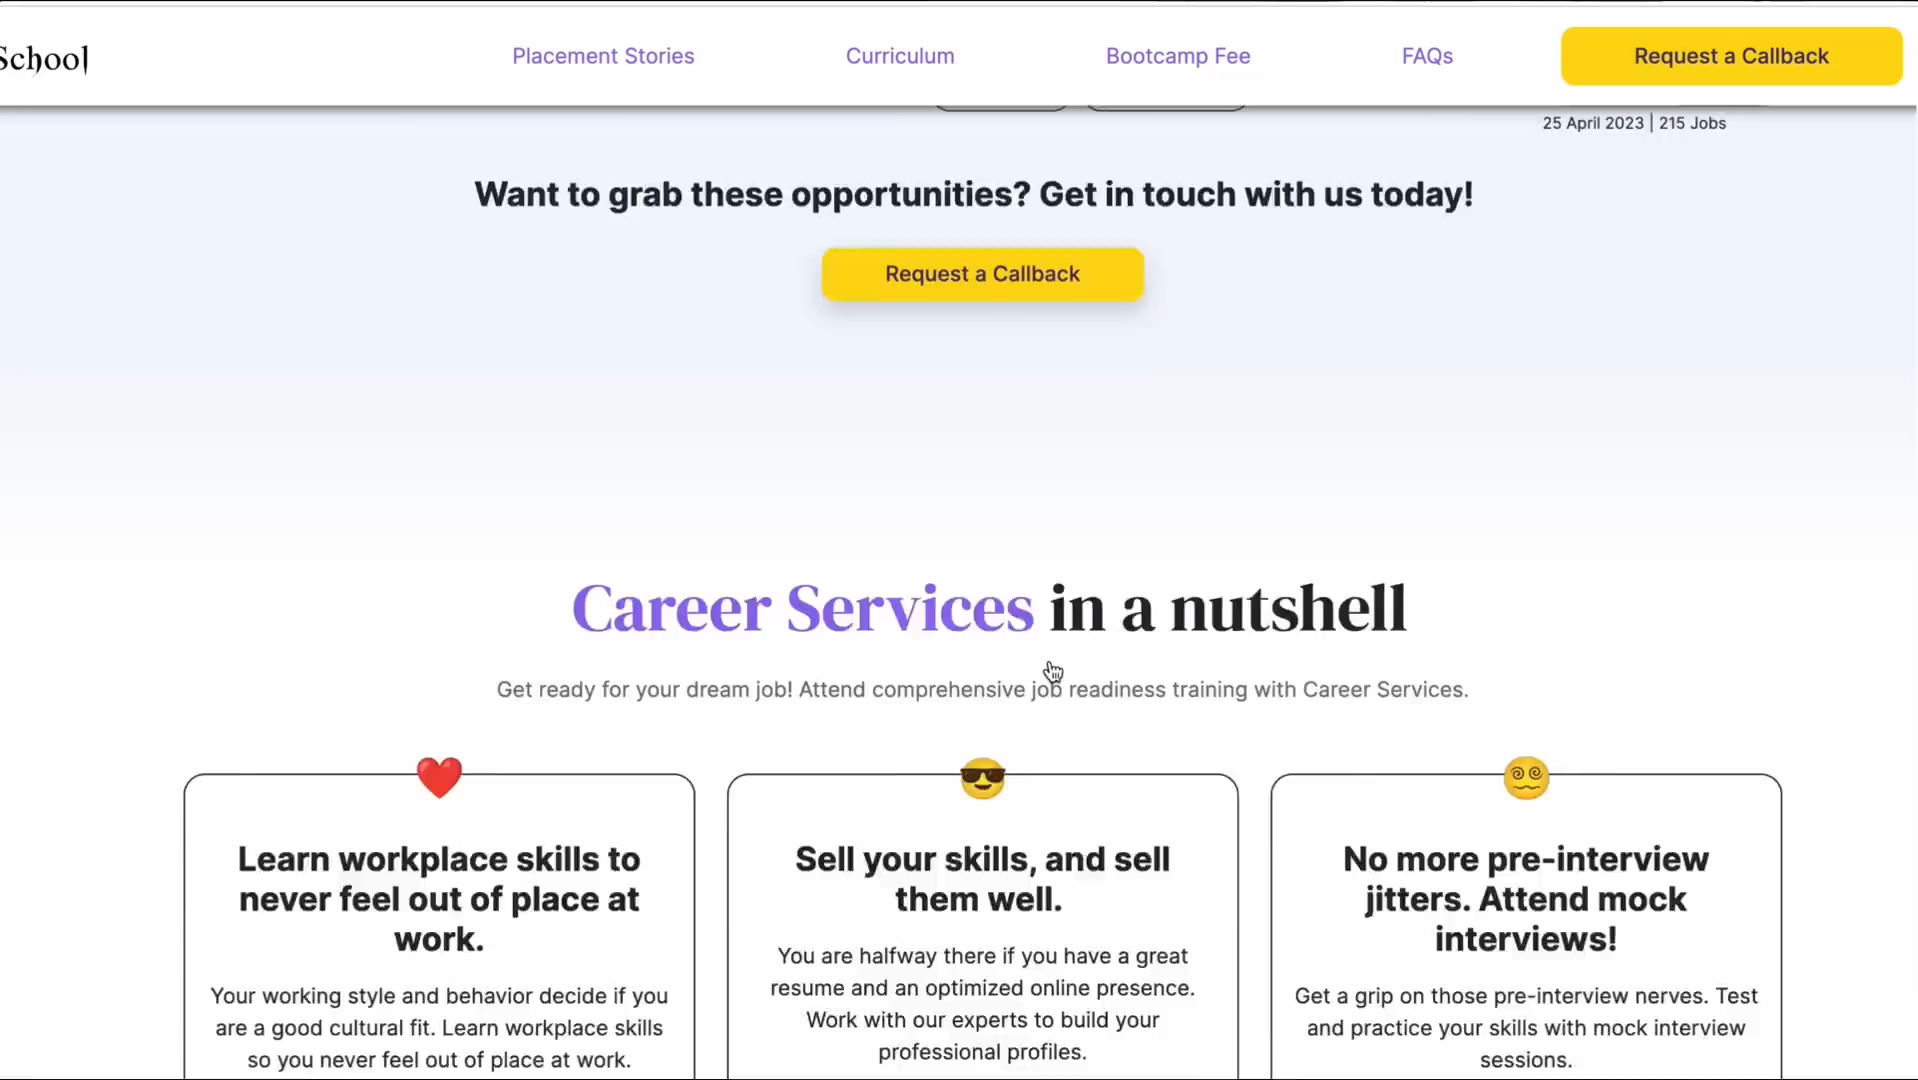 School
Placement Stories
Curriculum
Bootcamp Fee
FAQs
Request a Callback
25 April 2023 | 215 Jobs
Want to grab these opportunities? Get in touch with us today!
Request a Callback
Career Services in a nutshell
Get ready for your dream job! Attend comprehensive job readiness training with Career Services.
Learn workplace skills to
never feel out of place at
work.
Your working style and behavior decide if you
are a good cultural fit. Learn workplace skills
so you never feel out of place at work.
Sell your skills, and sell
them well.
You are halfway there if you have a great
resume and an optimized online presence.
Work with our experts to build your
professional profiles.
No more pre-interview
jitters. Attend mock
interviews!
Get a grip on those pre-interview nerves. Test
and practice your skills with mock interview
sessions.